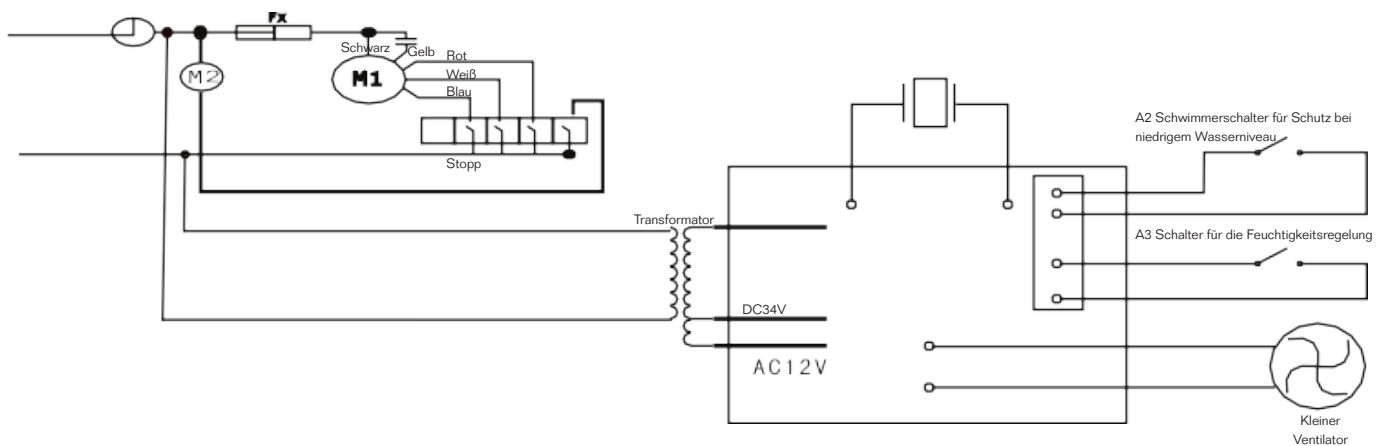 Fx
Schwarz
Gelb
Rot
M2
M1
Weiß
Blau
Stopp
A2 Schwimmerschalter für Schutz bei
niedrigem Wasserniveau
Transformator
A3 Schalter für die Feuchtigkeitsregelung
DC34V
AC12V
Kleiner
Ventilator